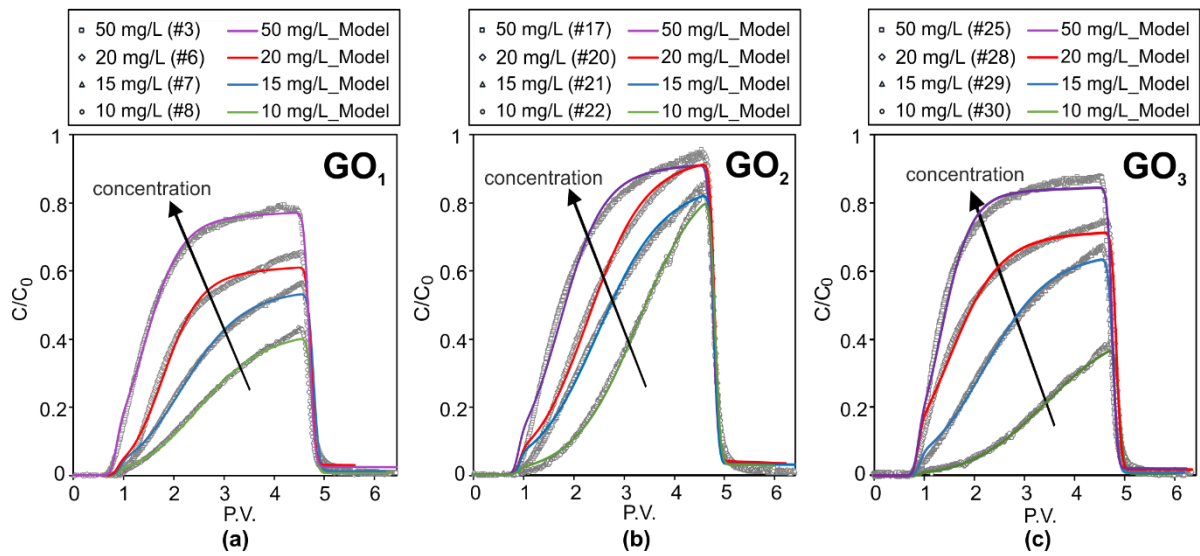 50 mg/L (#3) 50 mg/L_Model
20 mg/L (#6) 20 mg/L_Model
15 mg/L (#7) 15 mg/L_Model
10 mg/L (#8) 10 mg/L_Model
1
0.8
0.6
0.4
0.2
0
C/C0
concentration
GO1
0 1 2 3 4 5 6
P.V.
(a)
50 mg/L (#17) 50 mg/L_Model
20 mg/L (#20) 20 mg/L_Model
15 mg/L (#21) 15 mg/L_Model
10 mg/L (#22) 10 mg/L_Model
1
0.8
0.6
0.4
0.2
0
C/C0
concentration
GO2
0 1 2 3 4 5 6
P.V.
(b)
50 mg/L (#25) 50 mg/L_Model
20 mg/L (#28) 20 mg/L_Model
15 mg/L (#29) 15 mg/L_Model
10 mg/L (#30) 10 mg/L_Model
1
0.8
0.6
0.4
0.2
0
C/C0
concentration
GO3
0 1 2 3 4 5 6
P.V.
(c)